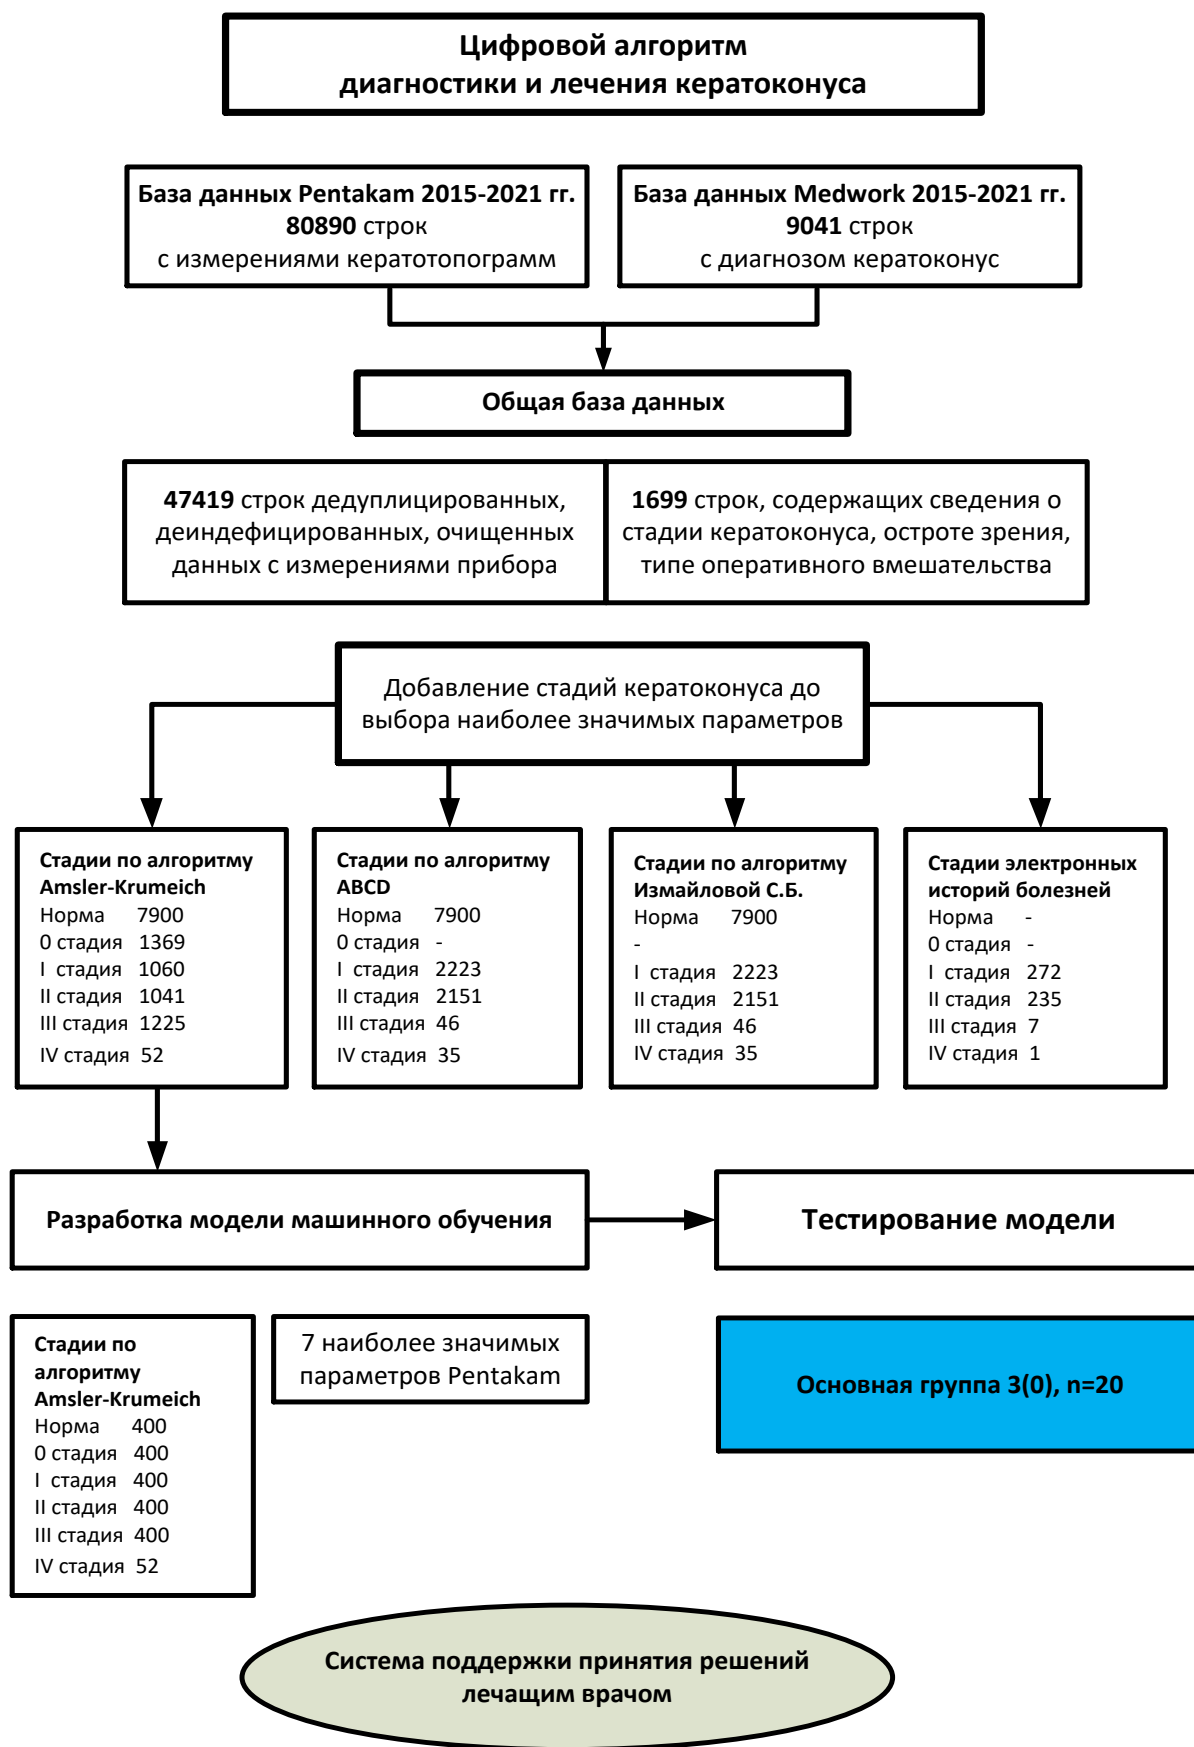 Цифровой алгоритм
диагностики и лечения кератоконуса
База данных Pentakam 2015-2021 гг.
80890 строк
с измерениями кератотопограмм
База данных Medwork 2015-2021 гг.
9041 строк
с диагнозом кератоконус
Общая база данных
47419 строк дедуплицированных,
деиндефицированных, очищенных
данных с измерениями прибора
1699 строк, содержащих сведения о
стадии кератоконуса, остроте зрения,
типе оперативного вмешательства
Добавление стадий кератоконуса до
выбора наиболее значимых параметров
Стадии по алгоритму
Amsler-Krumeich
Норма 7900
0 стадия 1369
I стадия 1060
II стадия 1041
III стадия 1225
IV стадия 52
Стадии по алгоритму
ABCD
Норма 7900
0 стадия -
I стадия 2223
II стадия 2151
III стадия 46
IV стадия 35
Стадии по алгоритму
Измайловой С.Б.
Норма 7900
-
I стадия 2223
II стадия 2151
III стадия 46
IV стадия 35
Стадии электронных
историй болезней
Норма -
0 стадия -
I стадия 272
II стадия 235
III стадия 7
IV стадия 1
Разработка модели машинного обучения
Тестирование модели
Стадии по
алгоритму
Amsler-Krumeich
Норма 400
0 стадия 400
I стадия 400
II стадия 400
III стадия 400
IV стадия 52
7 наиболее значимых
параметров Pentakam
Основная группа 3(0), n=20
Система поддержки принятия решений
лечащим врачом